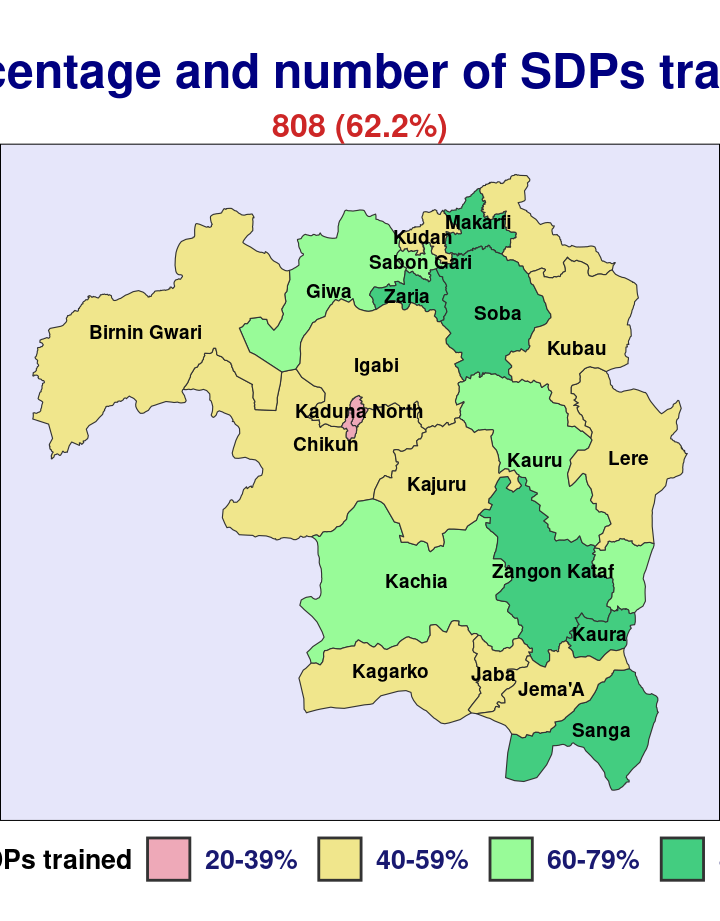 centage and number of SDPs tra
808 (62.2%)
Makarfi
Kudan
Sabon Gari
Giwa
Zaria
Soba
Birnin Gwari
Kubau
Igabi
Kaduna North
Chikun
Kauru
Lere
Kajuru
Zangon Kataf
Kachia
Kaura
Kagarko
Jaba
Jema'A
Sanga
DPs trained 20-39% 40-59% 60-79%